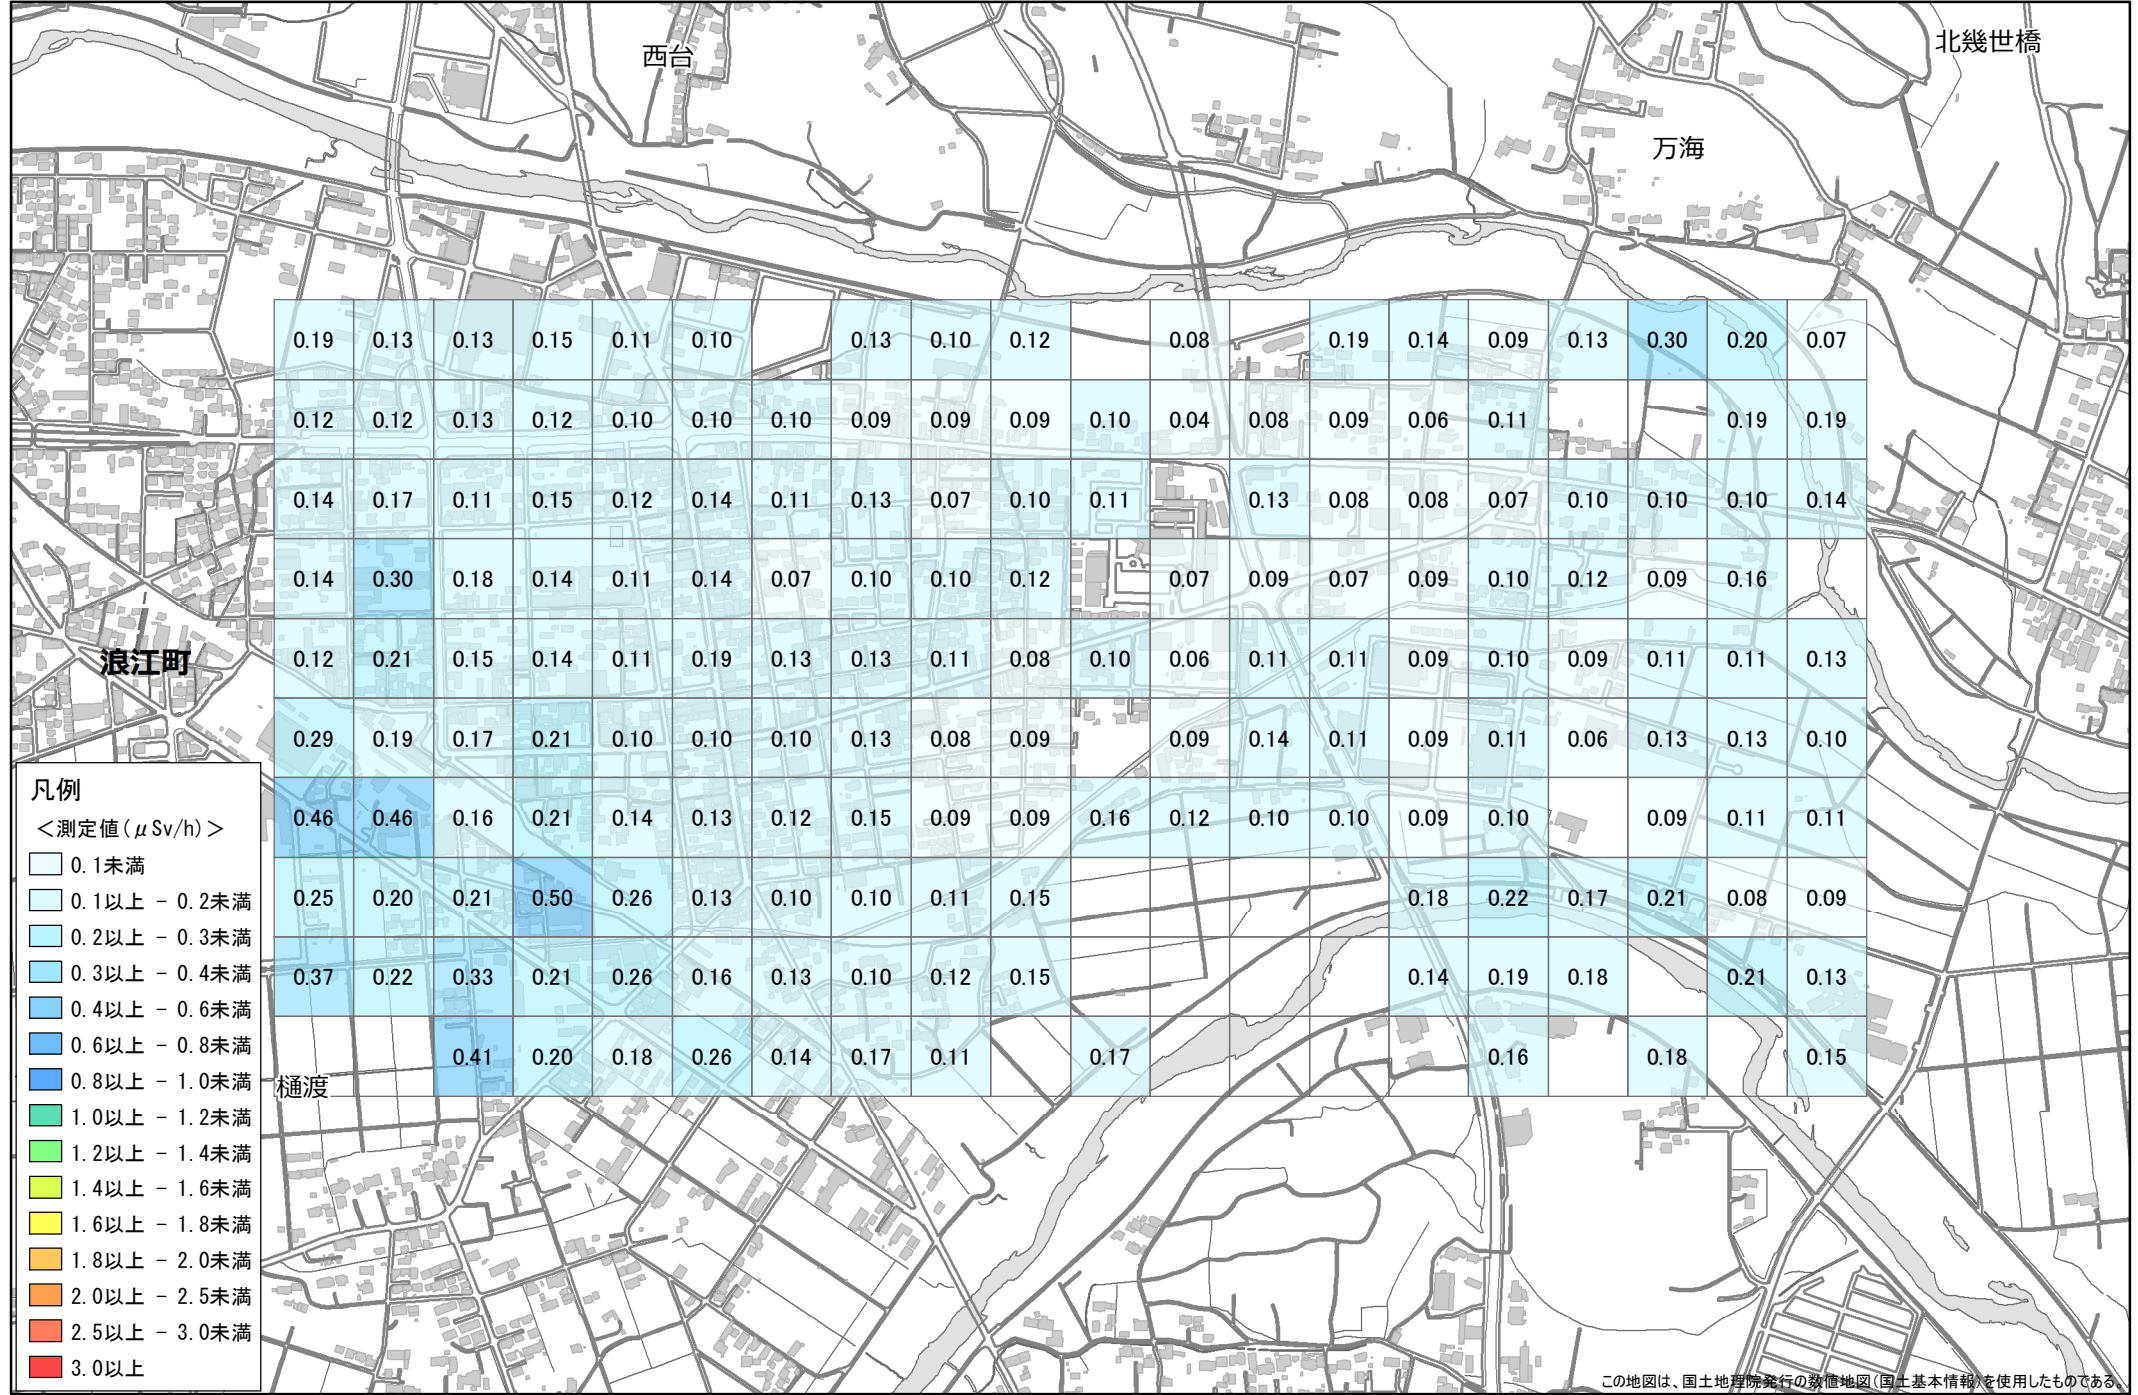 西台
北幾世橋
万海
0.19 0.13 0.13 0.15 0.11 0.10 0.13 0.10 0.12 0.08 0.19 0.14 0.09 0.13 0.30 0.20 0.07
0.12 0.12 0.13 0.12 0.10 0.10 0.10 0.09 0.09 0.09 0.10 0.04 0.08 0.09 0.06 0.11 0.19 0.19
0.14 0.17 0.11 0.15 0.12 0.14 0.11 0.13 0.07 0.10 0.11 0.13 0.08 0.08 0.07 0.10 0.10 0.10 0.14
0.14 0.30 0.18 0.14 0.11 0.14 0.07 0.10 0.10 0.12 0.07 0.09 0.07 0.09 0.10 0.12 0.09 0.16
浪江町
0.12 0.21 0.15 0.14 0.11 0.19 0.13 0.13 0.11 0.08 0.10 0.06 0.11 0.11 0.09 0.10 0.09 0.11 0.11 0.13
0.29 0.19 0.17 0.21 0.10 0.10 0.10 0.13 0.08 0.09 0.09 0.14 0.11 0.09 0.11 0.06 0.13 0.13 0.10
0.46 0.46 0.16 0.21 0.14 0.13 0.12 0.15 0.09 0.09 0.16 0.12 0.10 0.10 0.09 0.10 0.09 0.11 0.11
0.25 0.20 0.21 0.50 0.26 0.13 0.10 0.10 0.11 0.15 0.18 0.22 0.17 0.21 0.08 0.09
0.37 0.22 0.33 0.21 0.26 0.16 0.13 0.10 0.12 0.15 0.14 0.19 0.18 0.21 0.13
0.41 0.20 0.18 0.26 0.14 0.17 0.11 0.17 0.16 0.18 0.15
樋渡
凡例
＜測定値(μSv/h)＞
0.1未満
0.1以上 － 0.2未満
0.2以上 － 0.3未満
0.3以上 － 0.4未満
0.4以上 － 0.6未満
0.6以上 － 0.8未満
0.8以上 － 1.0未満
1.0以上 － 1.2未満
1.2以上 － 1.4未満
1.4以上 － 1.6未満
1.6以上 － 1.8未満
1.8以上 － 2.0未満
2.0以上 － 2.5未満
2.5以上 － 3.0未満
3.0以上
この地図は、国土地理院発行の数値地図(国土基本情報)を使用したものである。